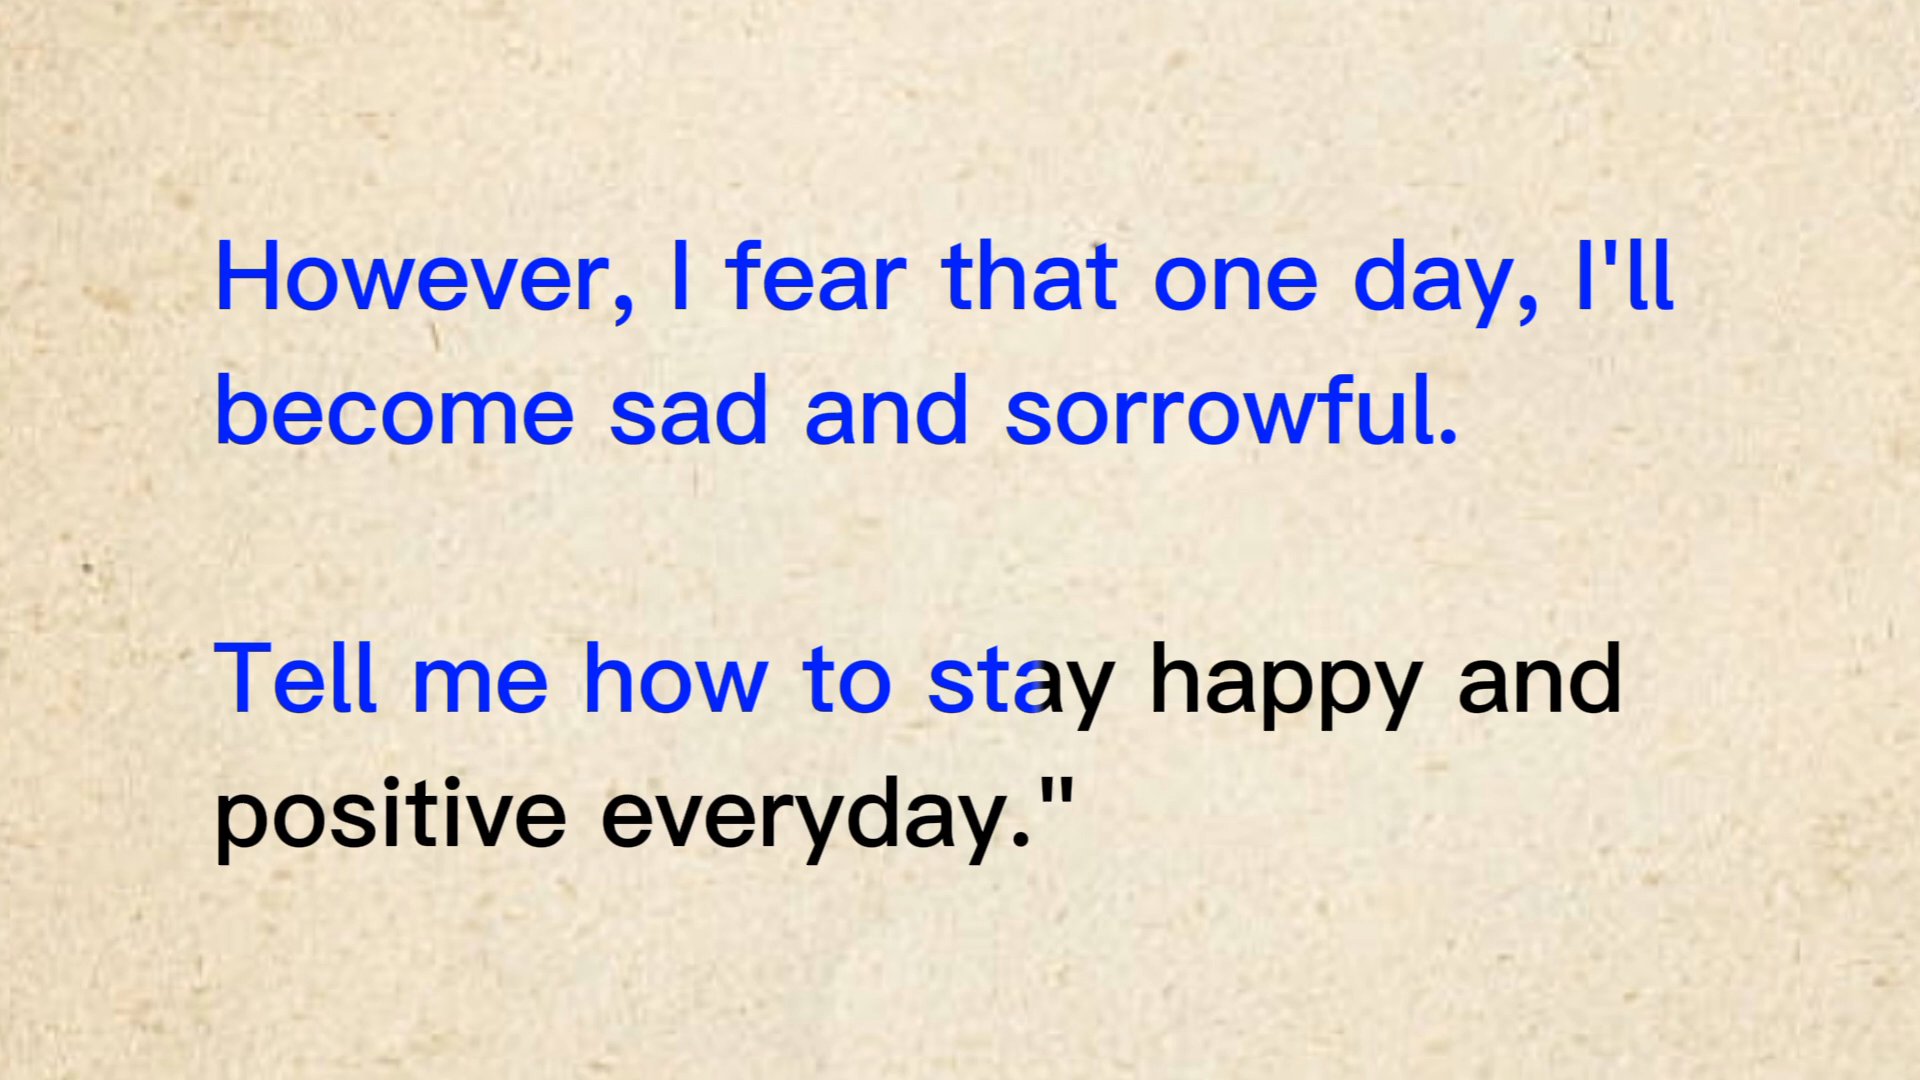 However, I fear that one day, I'll
become sad and sorrowful.
Tell me how to stay happy and
positive everyday."